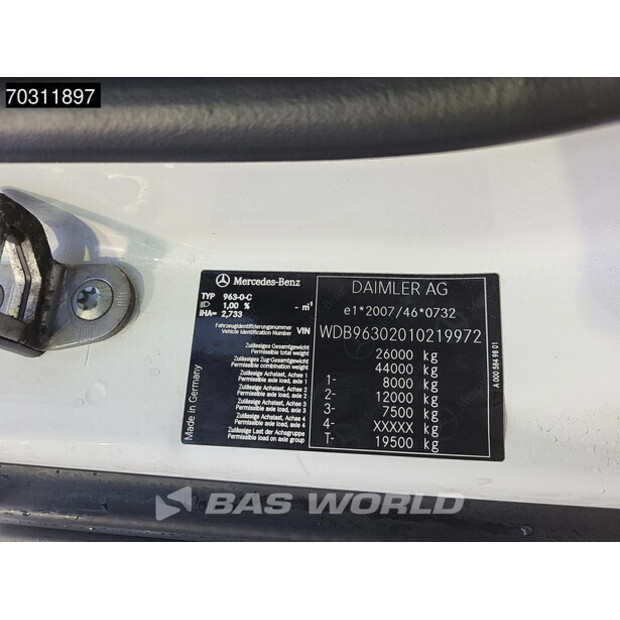 70311897
Mercedes-Benz
TYP 963-0-C
1,00 % - m⁻¹
iHA= 2,733
Fahrzeugidentifizierungsnummer
Vehicle Identification Number VIN
Zulässiges Gesamtgewicht
Permissible total weight
Zulässiges Zug-Gesamtgewicht
Permissible combination weight
Zulässige Achslast, Achse 1
Permissible axle load, axle 1
Zulässige Achslast, Achse 2
Permissible axle load, axle 2
Zulässige Achslast, Achse 3
Permissible axle load, axle 3
Zulässige Achslast, Achse 4
Permissible axle load, axle 4
Zulässige Last der Achsgruppe
Permissible load on axle group
Made in Germany
DAIMLER AG
e1*2007/46*0732
WDB96302010219972
26000 kg
44000 kg
1- 8000 kg
2- 12000 kg
3- 7500 kg
4- XXXXX kg
T- 19500 kg
A 000 584 98 01
BAS WORLD